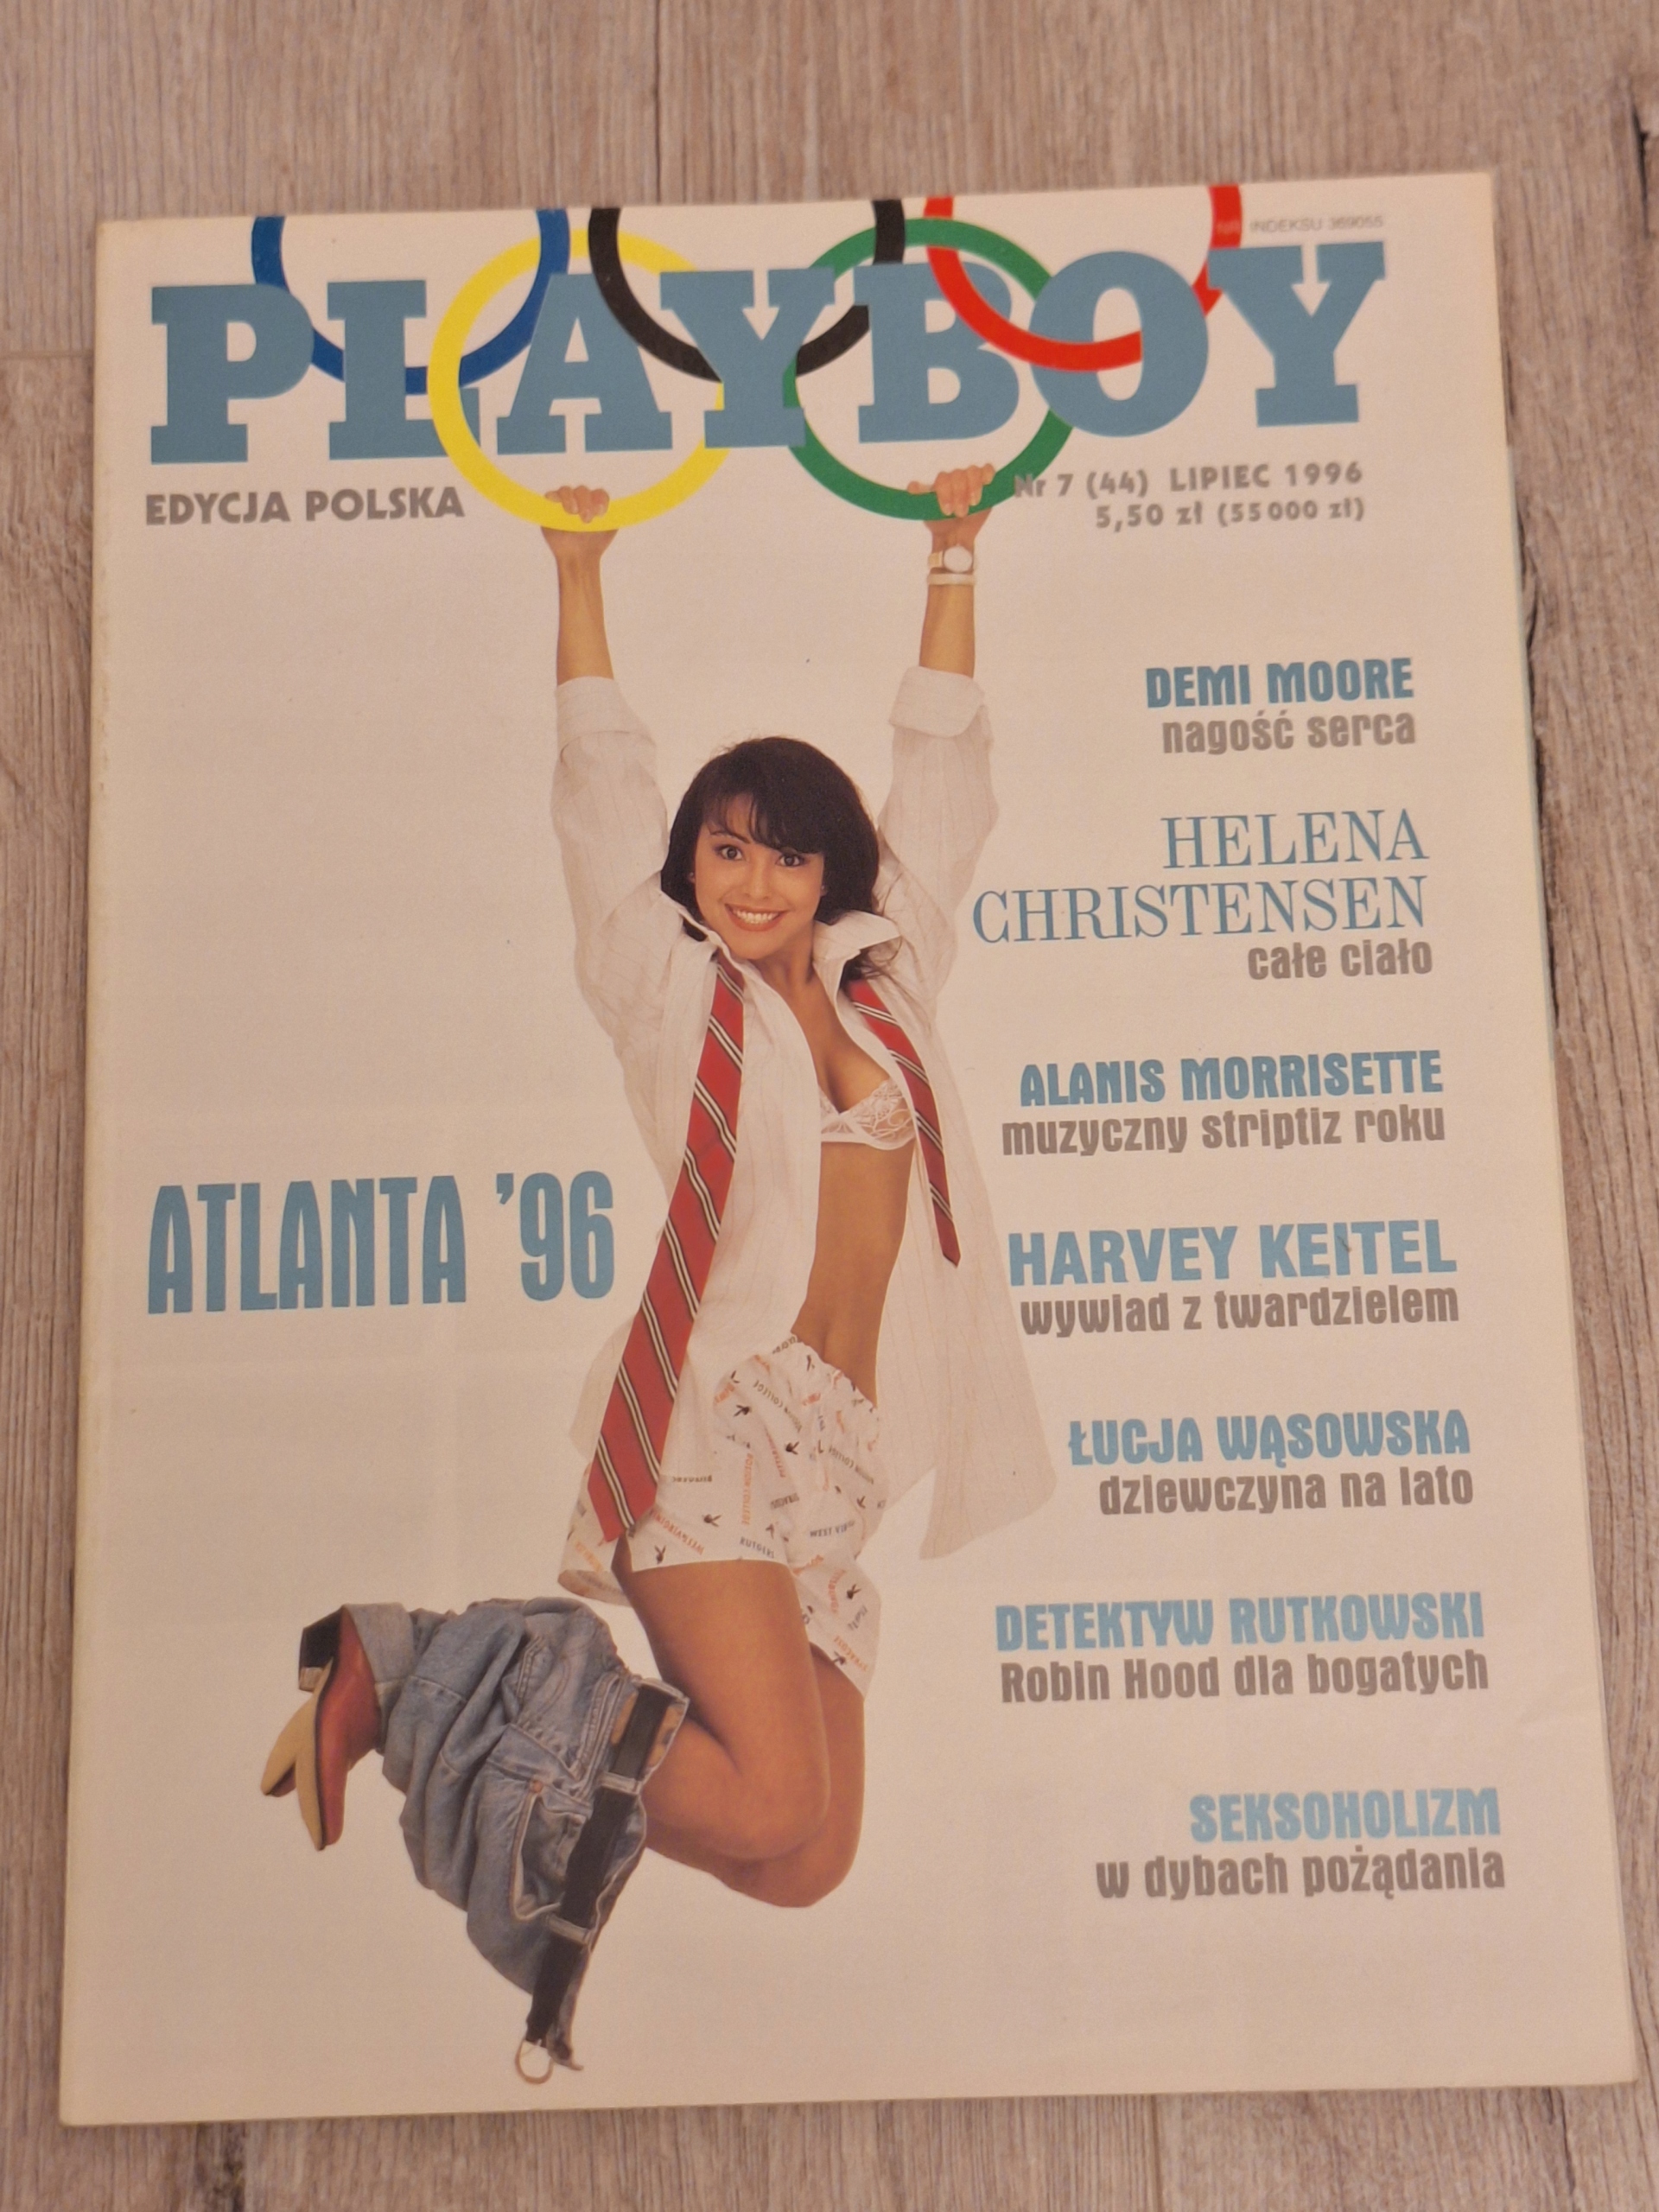 NR INDEKSU 369055
PLAYBOY
EDYCJA POLSKA
Nr 7 (44) LIPIEC 1996
5,50 zł (55 000 zł)
DEMI MOORE
nagość serca
HELENA
CHRISTENSEN
całe ciało
ALANIS MORRISETTE
muzyczny striptiz roku
ATLANTA '96
HARVEY KEITEL
wywiad z twardzielem
ŁUCJA WĄSOWSKA
dziewczyna na lato
DETEKTYW RUTKOWSKI
Robin Hood dla bogatych
SEKSOHOLIZM
w dybach pożądania
RUTGERS